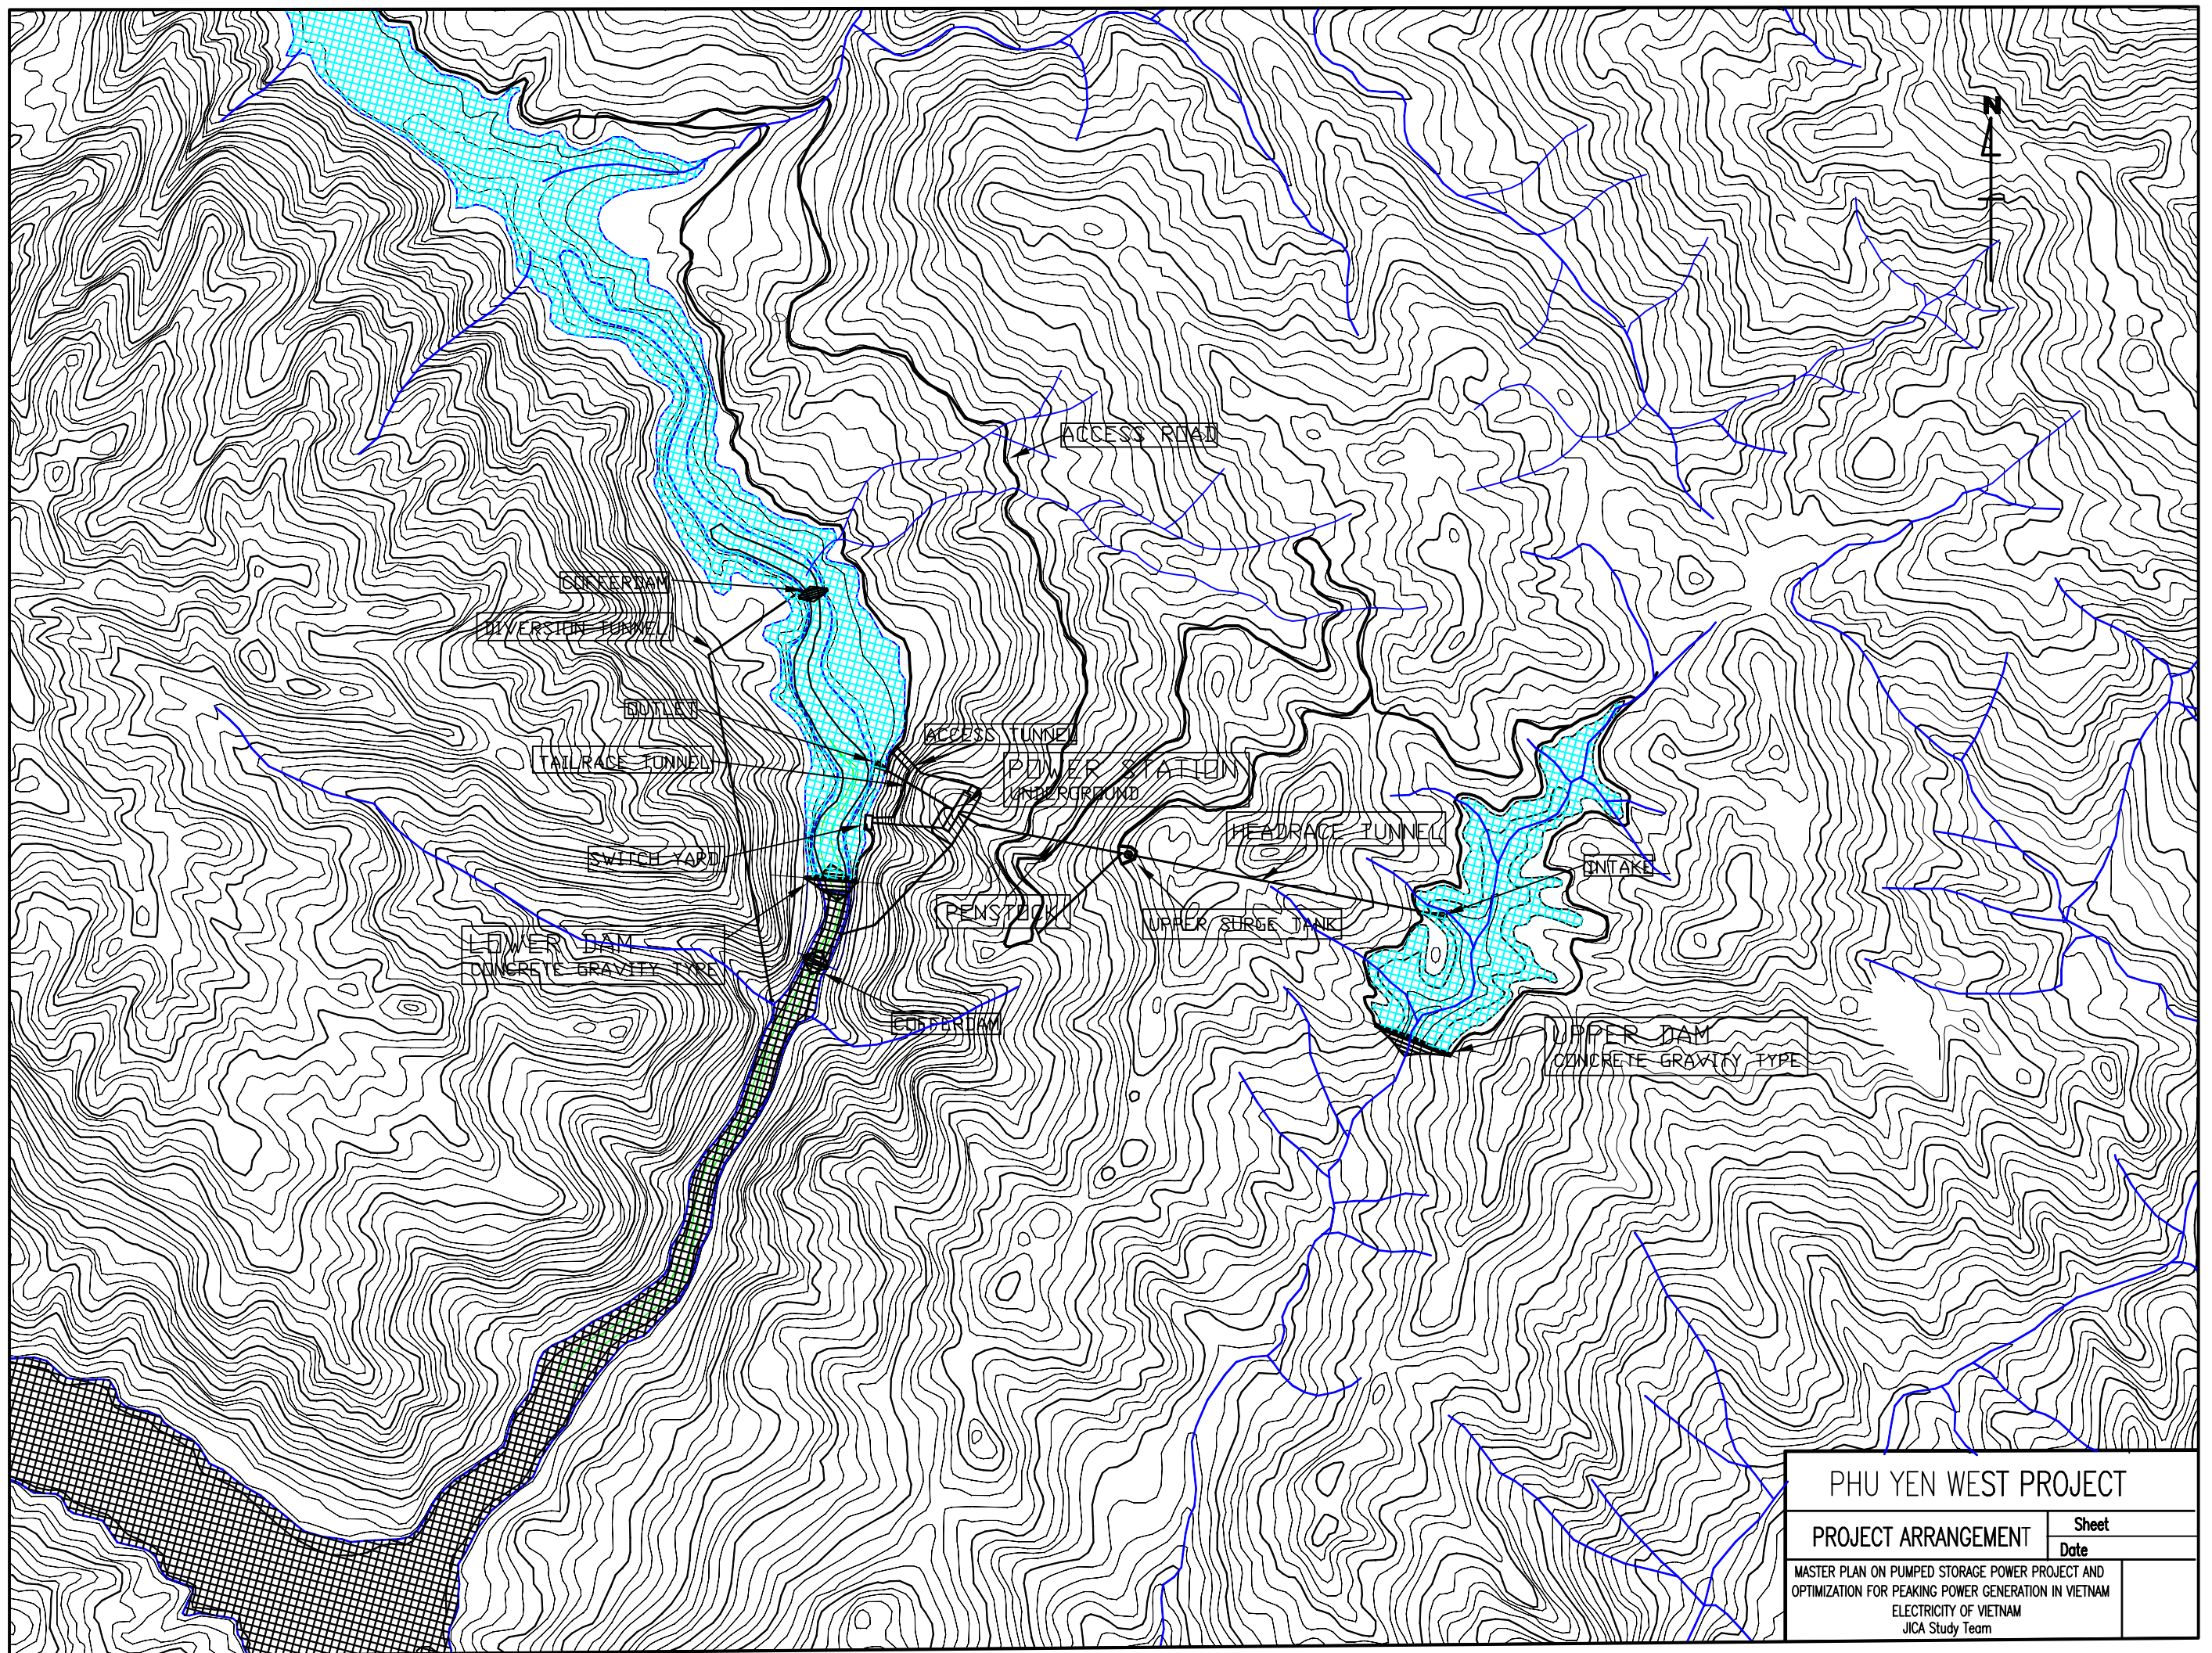 N
ACCESS ROAD
COFFERDAM
DIVERSION TUNNEL
OUTLET
ACCESS TUNNEL
TAILRACE TUNNEL
POWER STATION
UNDERGROUND
HEADRACE TUNNEL
SWITCH YARD
INTAKE
PENSTOCK
UPPER SURGE TANK
LOWER DAM
CONCRETE GRAVITY TYPE
COFFERDAM
UPPER DAM
CONCRETE GRAVITY TYPE
PHU YEN WEST PROJECT
PROJECT ARRANGEMENT
Sheet
Date
MASTER PLAN ON PUMPED STORAGE POWER PROJECT AND
OPTIMIZATION FOR PEAKING POWER GENERATION IN VIETNAM
ELECTRICITY OF VIETNAM
JICA Study Team